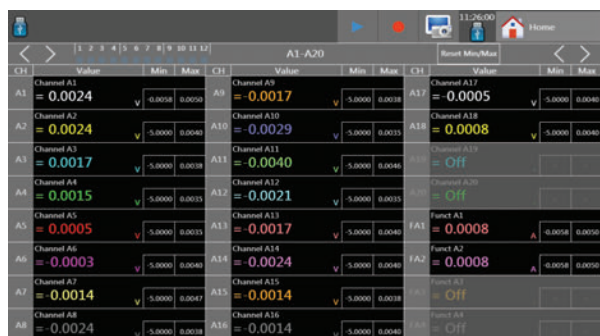 11:26:00
Home
1 2 3 4 5 6 7 8 9 10 11 12
A1-A20
Reset Min/Max
CH Value Min Max CH Value Min Max CH Value Min Max
Channel A1 Channel A9 Channel A17
A1 = 0.0024 V -0.0058 0.0050 A9 =-0.0017 V -5.0000 0.0038 A17 =-0.0005 V -5.0000 0.0040
Channel A2 Channel A10 Channel A18
A2 = 0.0024 V -5.0000 0.0040 A10 =-0.0029 V -5.0000 0.0035 A18 = 0.0008 V -5.0000 0.0040
Channel A3 Channel A11 Channel A19
A3 = 0.0017 V -5.0000 0.0038 A11 =-0.0040 V -5.0000 0.0046 A19 = Off
Channel A4 Channel A12 Channel A20
A4 = 0.0015 V -5.0000 0.0035 A12 =-0.0021 V -5.0000 0.0035 A20 = Off
Channel A5 Channel A13 Funct A1
A5 = 0.0005 V -5.0000 0.0035 A13 =-0.0017 V -5.0000 0.0040 FA1 = 0.0008 A -0.0058 0.0050
Channel A6 Channel A14 Funct A2
A6 =-0.0003 V -5.0000 0.0040 A14 =-0.0024 V -5.0000 0.0040 FA2 = 0.0008 A -0.0058 0.0050
Channel A7 Channel A15 Funct A3
A7 =-0.0014 V -5.0000 0.0047 A15 =-0.0014 V -5.0000 0.0038 FA3 = Off
Channel A8 Channel A16 Funct A4
A8 =-0.0024 V -5.0000 0.0038 A16 =-0.0014 V -5.0000 0.0040 = Off